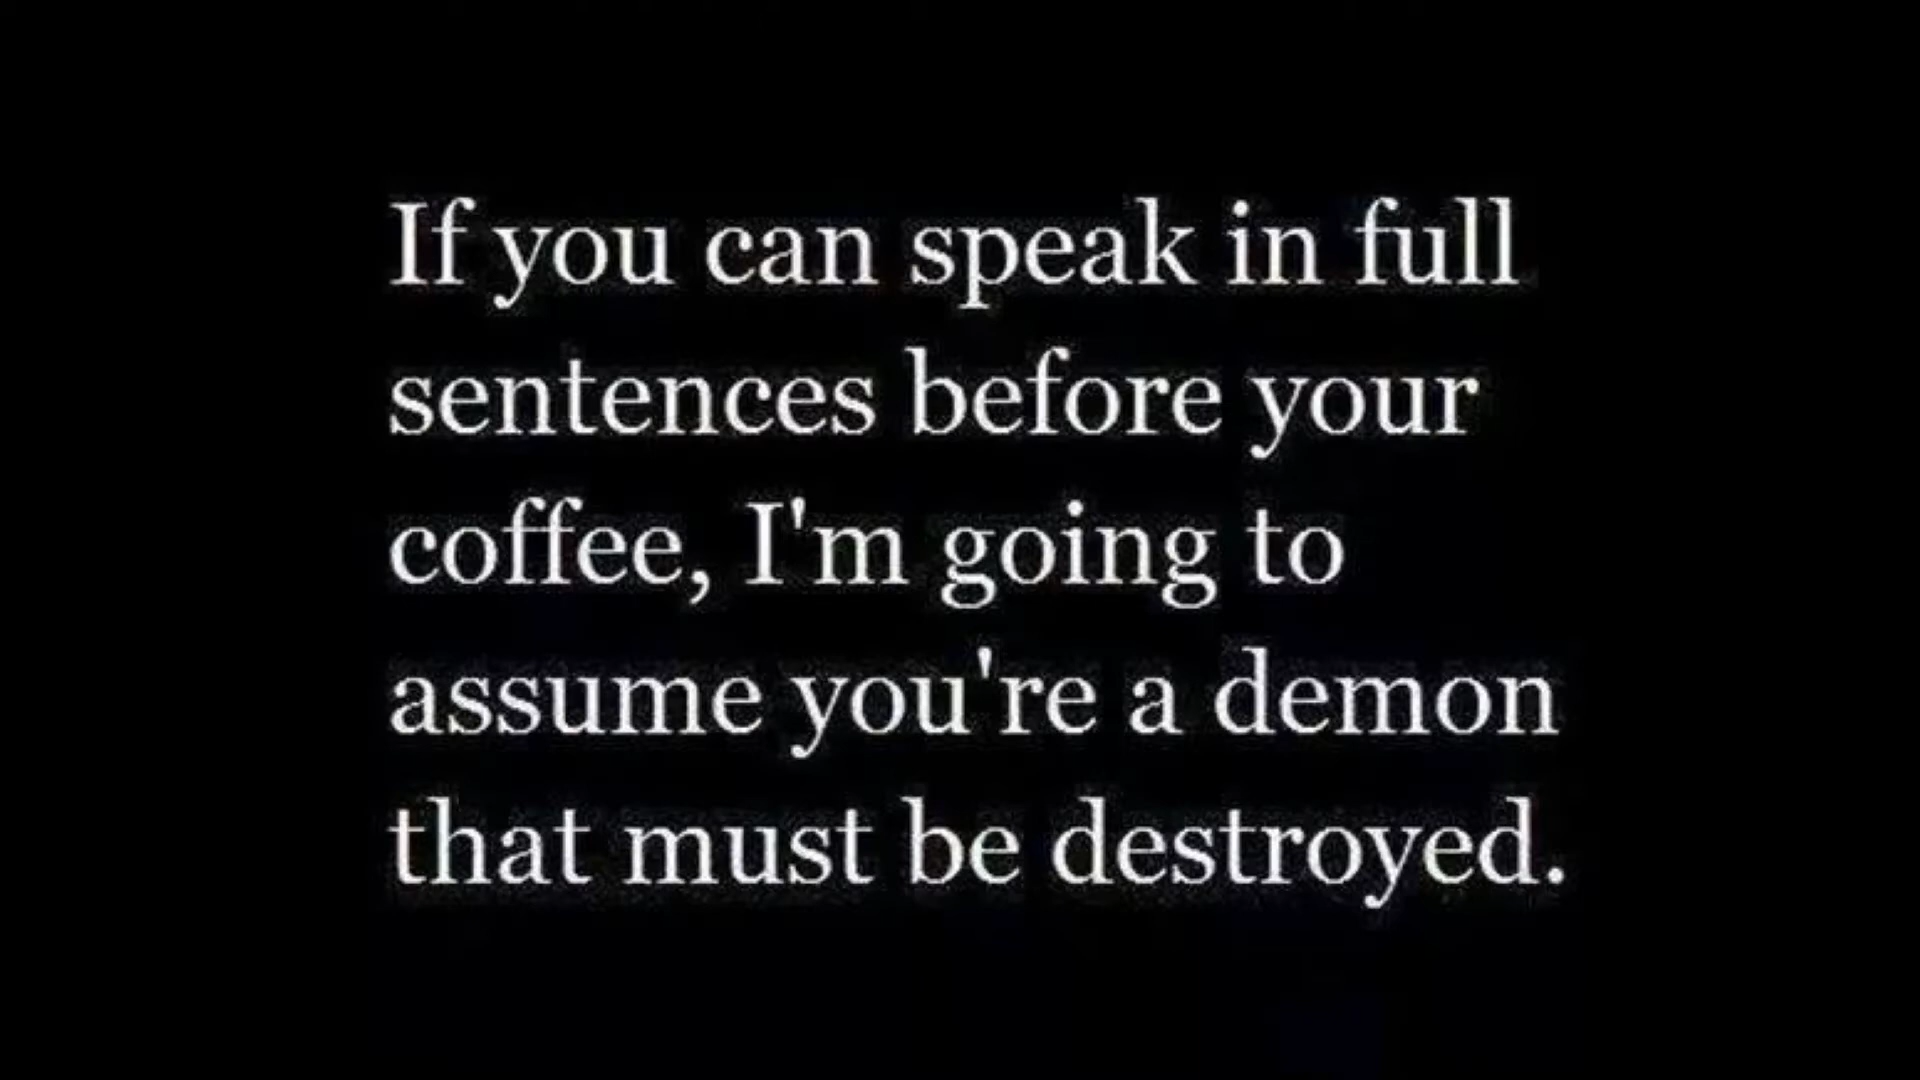 If you can speak in full
sentences before your
coffee, I'm going to
assume you're a demon
that must be destroyed.